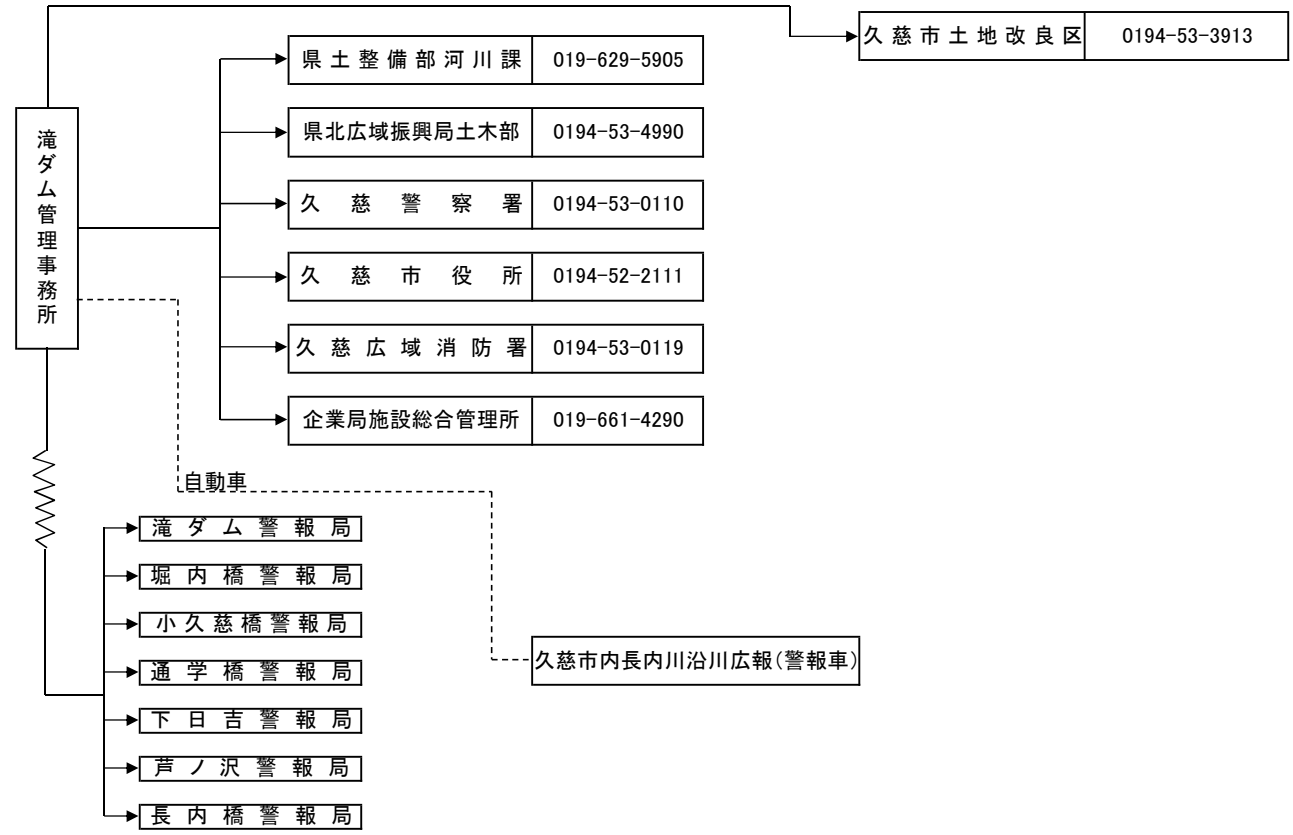 久慈市土地改良区 0194-53-3913
県土整備部河川課 019-629-5905
県北広域振興局土木部 0194-53-4990
滝ダム管理事務所
久慈警察署 0194-53-0110
久慈市役所 0194-52-2111
久慈広域消防署 0194-53-0119
企業局施設総合管理所 019-661-4290
自動車
滝ダム警報局
堀内橋警報局
小久慈橋警報局
通学橋警報局
下日吉警報局
芦ノ沢警報局
長内橋警報局
久慈市内長内川沿川広報(警報車)